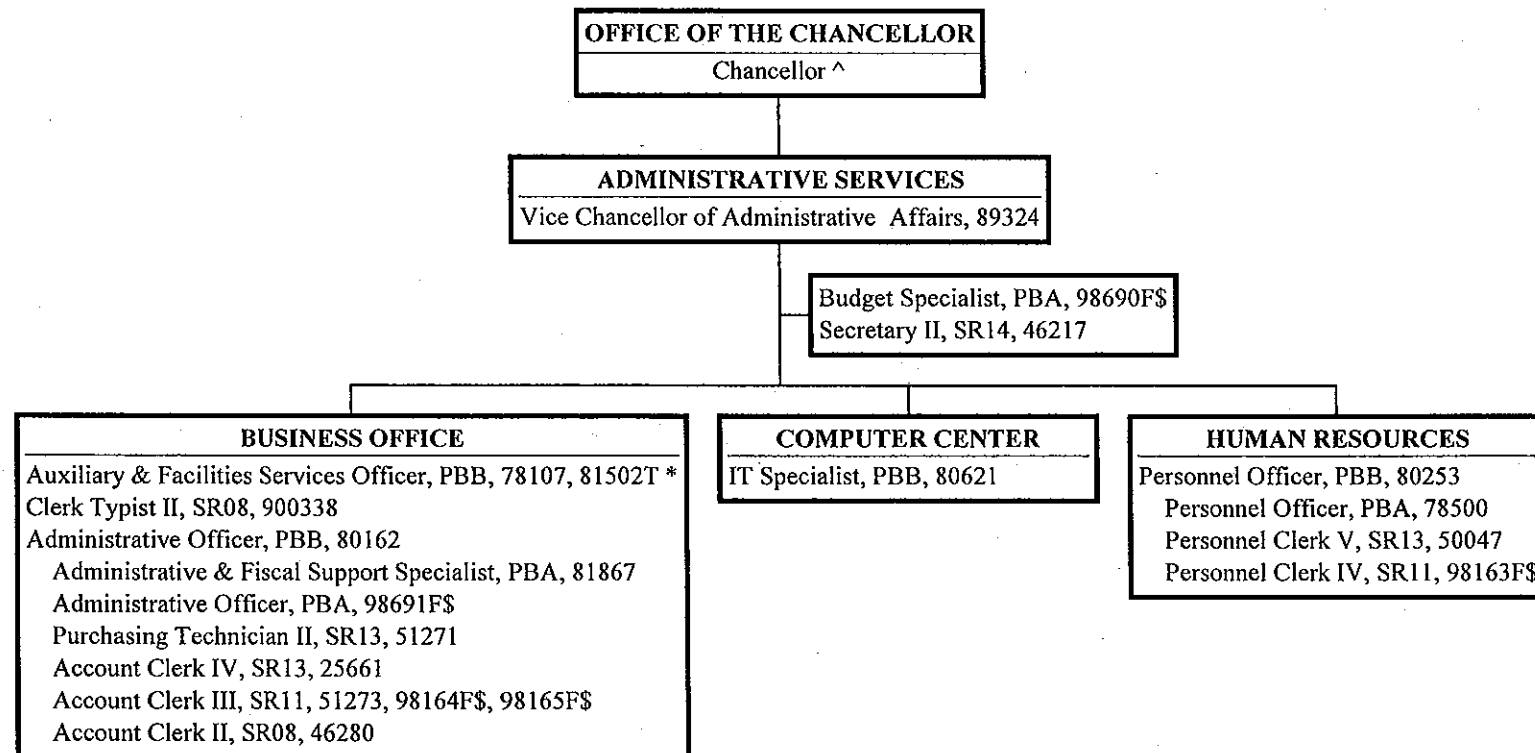 OFFICE OF THE CHANCELLOR
Chancellor ^
ADMINISTRATIVE SERVICES
Vice Chancellor of Administrative Affairs, 89324
Budget Specialist, PBA, 98690F$
Secretary II, SR14, 46217
BUSINESS OFFICE
Auxiliary & Facilities Services Officer, PBB, 78107, 81502T *
Clerk Typist II, SR08, 900338
Administrative Officer, PBB, 80162
Administrative & Fiscal Support Specialist, PBA, 81867
Administrative Officer, PBA, 98691F$
Purchasing Technician II, SR13, 51271
Account Clerk IV, SR13, 25661
Account Clerk III, SR11, 51273, 98164F$, 98165F$
Account Clerk II, SR08, 46280
COMPUTER CENTER
IT Specialist, PBB, 80621
HUMAN RESOURCES
Personnel Officer, PBB, 80253
Personnel Officer, PBA, 78500
Personnel Clerk V, SR13, 50047
Personnel Clerk IV, SR11, 98163F$